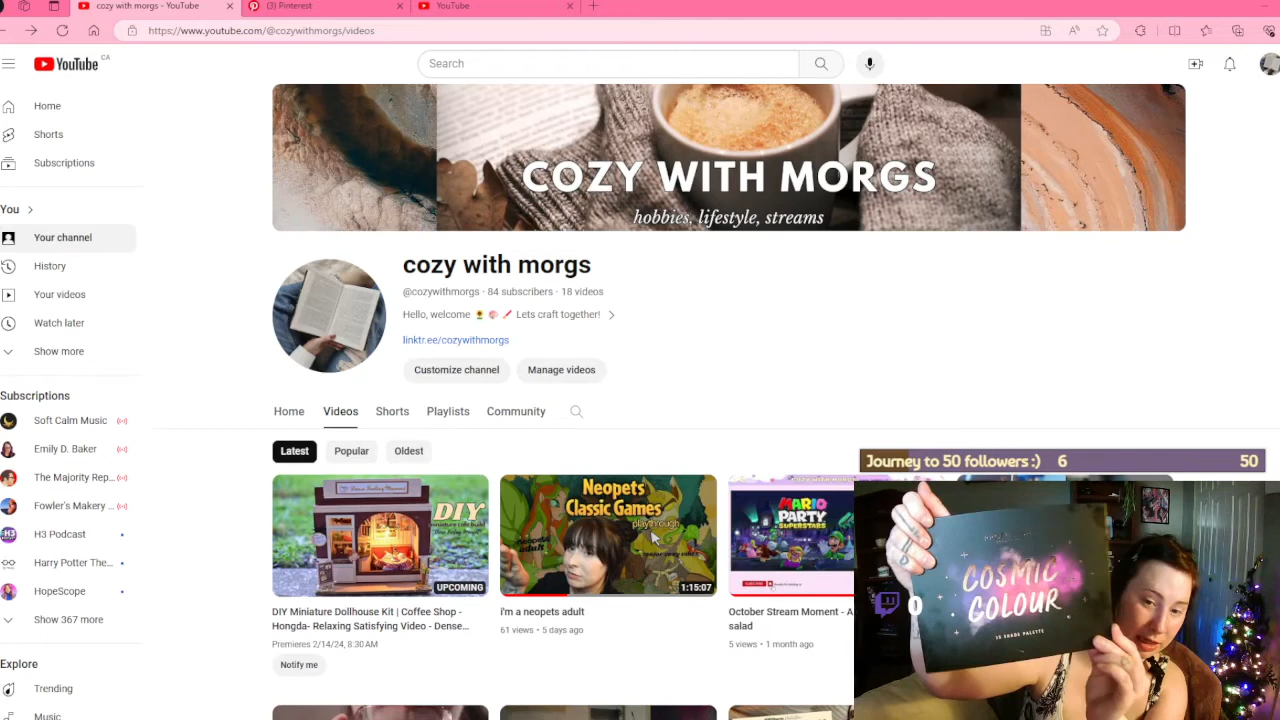 cozy with morgs - YouTube
(3) Pinterest
YouTube
https://www.youtube.com/@cozywithmorgs/videos
YouTube CA
Search
Home
Shorts
Subscriptions
You
Your channel
History
Your videos
Watch later
Show more
Subscriptions
Soft Calm Music
Emily D. Baker
The Majority Rep...
Fowler's Makery ...
H3 Podcast
Harry Potter The...
HopeScope
Show 367 more
Explore
Trending
Music
COZY WITH MORGS
hobbies, lifestyle, streams
cozy with morgs
@cozywithmorgs · 84 subscribers · 18 videos
Hello, welcome 🌻 🧠 🖍️ Lets craft together!
linktr.ee/cozywithmorgs
Customize channel
Manage videos
Home
Videos
Shorts
Playlists
Community
Latest
Popular
Oldest
DIY
miniature cafe build
UPCOMING
DIY Miniature Dollhouse Kit | Coffee Shop -
Hongda- Relaxing Satisfying Video - Dense...
Premieres 2/14/24, 8:30 AM
Notify me
Neopets
Classic Games
playthrough
1:15:07
i'm a neopets adult
61 views · 5 days ago
MARIO
PARTY
SUPERSTARS
October Stream Moment - A
salad
5 views · 1 month ago
Journey to 50 followers :) 6 50
0
COSMIC
COLOUR
35 SHADE PALETTE